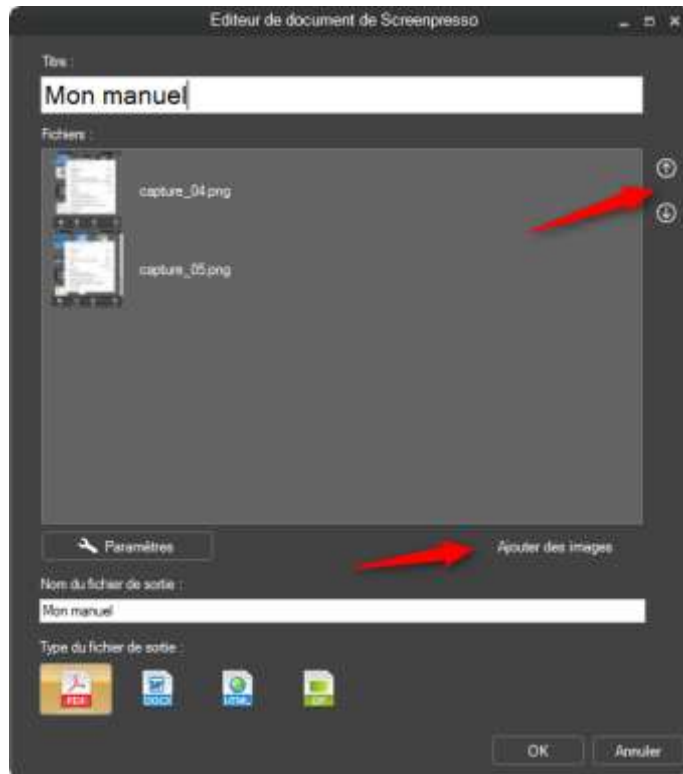 Editeur de document de Screenpresso
Titre :
Mon manuel
Fichiers :
capture_04.png
capture_05.png
Paramètres
Ajouter des images
Nom du fichier de sortie :
Mon manuel
Type du fichier de sortie :
PDF DOCX HTML GIF
OK Annuler